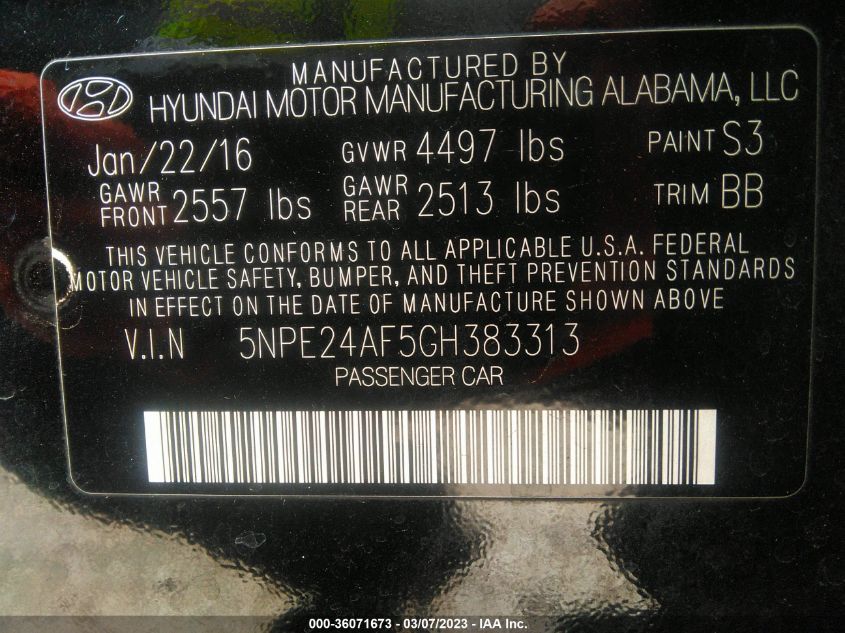 MANUFACTURED BY
HYUNDAI MOTOR MANUFACTURING ALABAMA, LLC
Jan/22/16 GVWR 4497 lbs PAINT S3
GAWR FRONT 2557 lbs GAWR REAR 2513 lbs TRIM BB
THIS VEHICLE CONFORMS TO ALL APPLICABLE U.S.A. FEDERAL
MOTOR VEHICLE SAFETY, BUMPER, AND THEFT PREVENTION STANDARDS
IN EFFECT ON THE DATE OF MANUFACTURE SHOWN ABOVE
V.I.N 5NPE24AF5GH383313
PASSENGER CAR
000-36071673 - 03/07/2023 - IAA Inc.